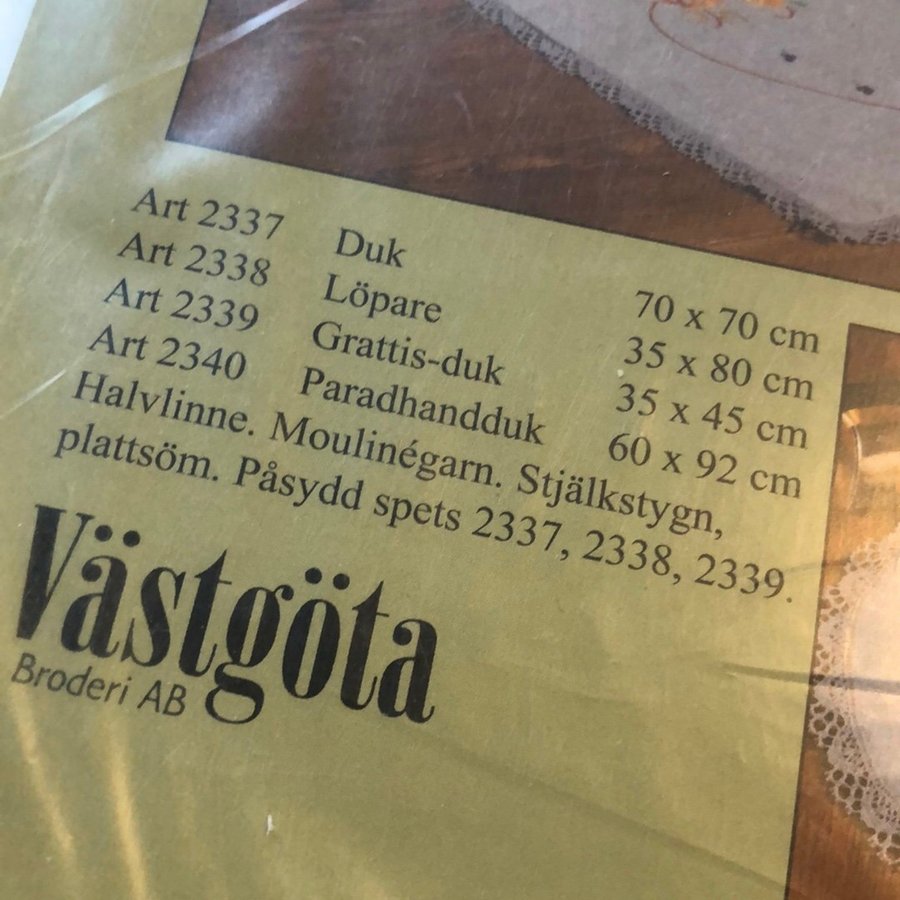 Art 2337 Duk 70 x 70 cm
Art 2338 Löpare 35 x 80 cm
Art 2339 Grattis-duk 35 x 45 cm
Art 2340 Paradhandduk 60 x 92 cm
Halvlinne. Moulinégarn. Stjälkstygn,
plattsöm. Påsydd spets 2337, 2338, 2339.
Västgöta
Broderi AB